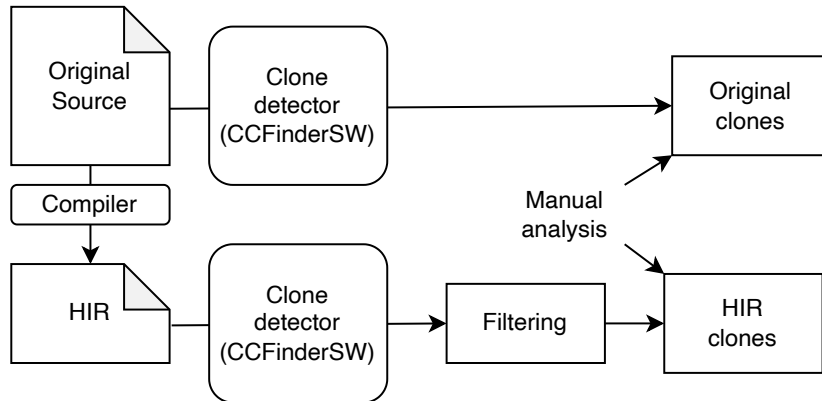 Original
Source
Clone
detector
(CCFinderSW)
Original
clones
Compiler
Manual
analysis
HIR
Clone
detector
(CCFinderSW)
Filtering
HIR
clones